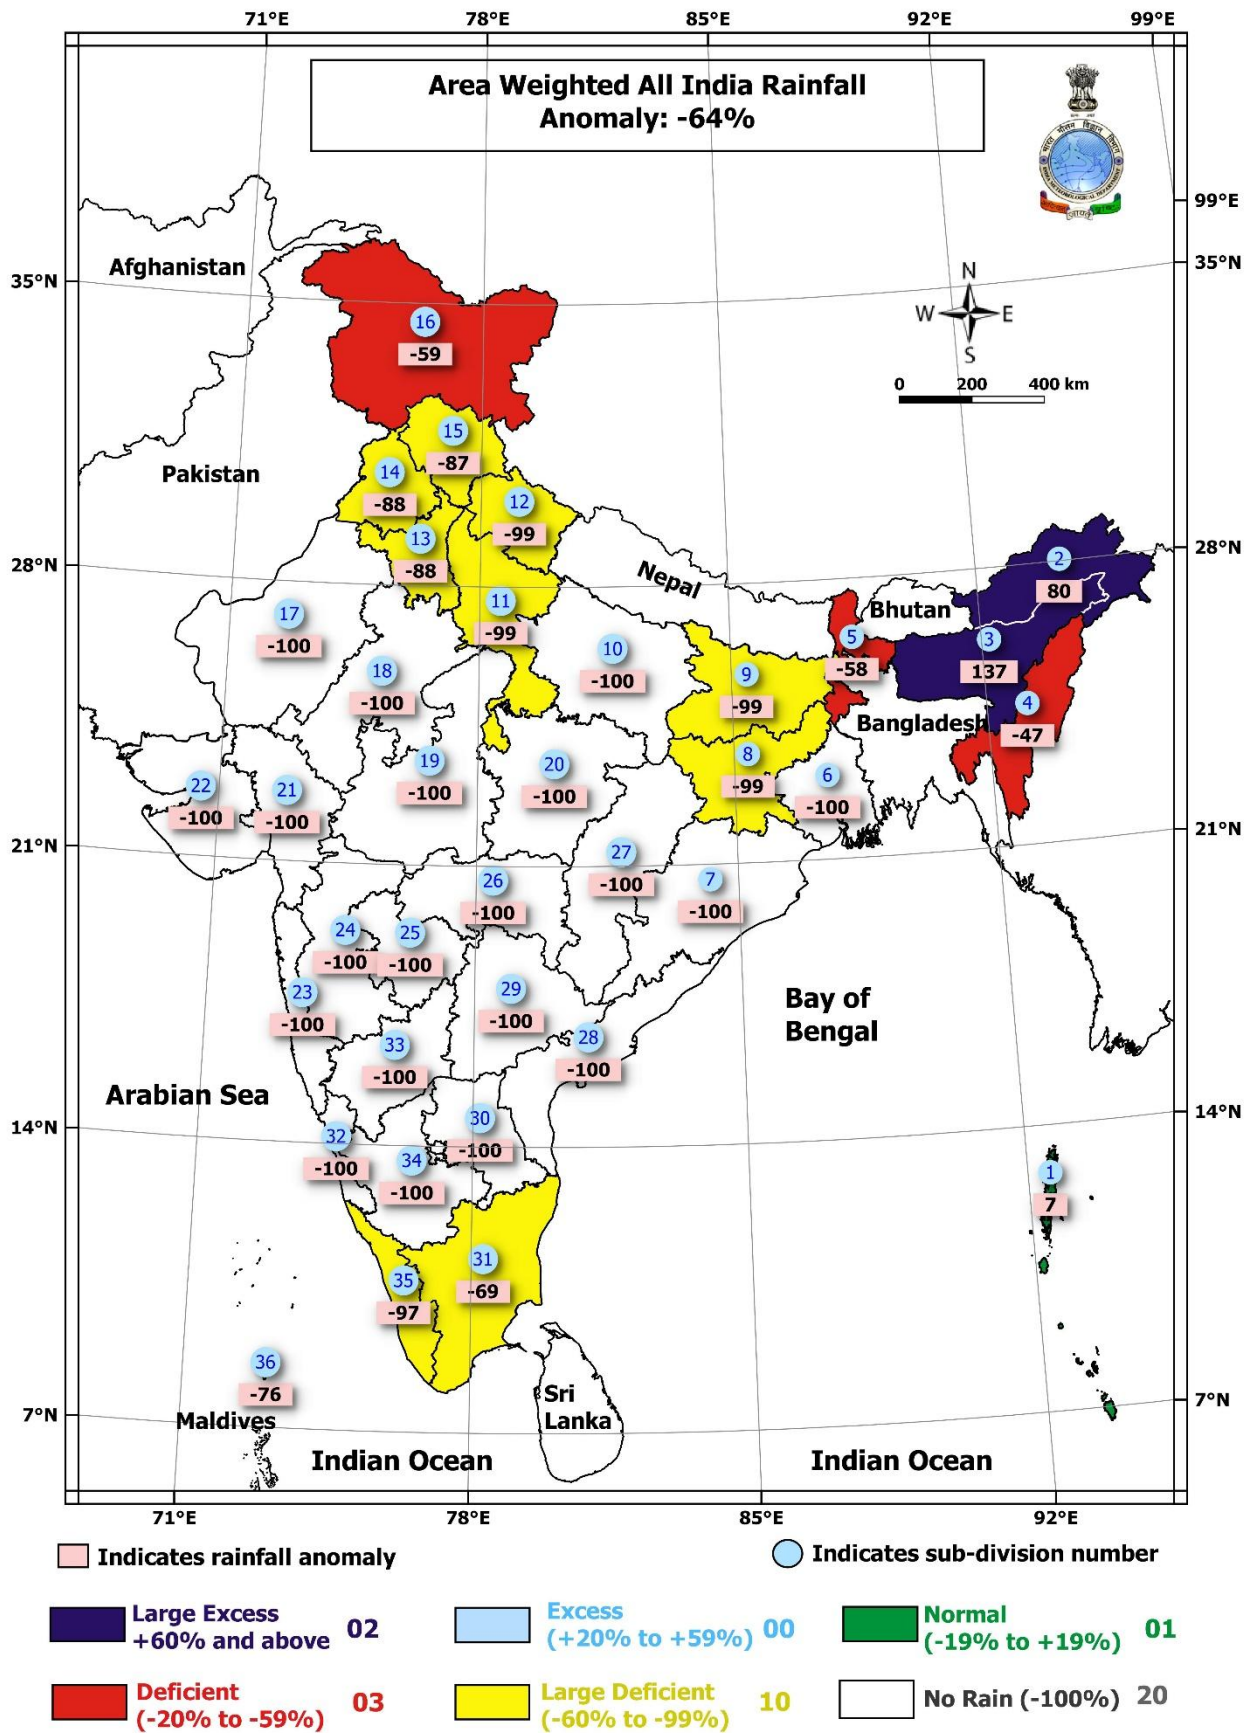 71°E 78°E 85°E 92°E 99°E
Area Weighted All India Rainfall
Anomaly: -64%
99°E
Afghanistan
35°N
35°N
N
W E
S
16
-59
0 200 400 km
15
-87
Pakistan
14
-88
12
-99
13
-88
28°N
28°N
Nepal
2
80
Bhutan
11
-99
17
-100
10
-100
5
-58
3
137
18
-100
9
-99
4
-47
Bangladesh
19
-100
20
-100
8
-99
6
-100
22
-100
21
-100
21°N
21°N
27
-100
7
-100
26
-100
24
-100
25
-100
23
-100
29
-100
Bay of
Bengal
28
-100
33
-100
Arabian Sea
14°N
14°N
30
-100
32
-100
34
-100
1
7
31
-69
35
-97
36
-76
Maldives
Sri
Lanka
7°N
7°N
Indian Ocean
Indian Ocean
71°E 78°E 85°E 92°E
Indicates rainfall anomaly
Indicates sub-division number
Large Excess
+60% and above 02
Excess
(+20% to +59%) 00
Normal
(-19% to +19%) 01
Deficient
(-20% to -59%) 03
Large Deficient
(-60% to -99%) 10
No Rain (-100%) 20